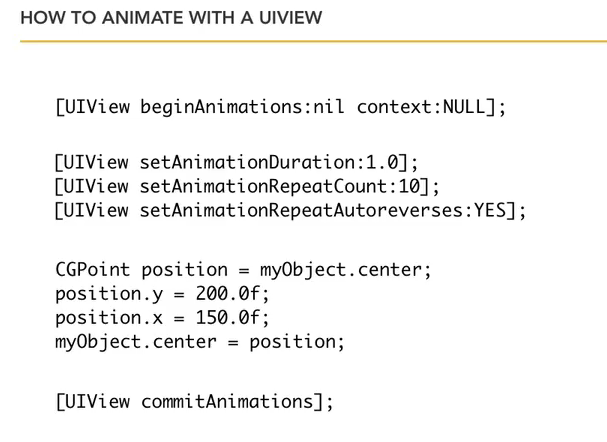 HOW TO ANIMATE WITH A UIVIEW
[UIView beginAnimations:nil context:NULL];
[UIView setAnimationDuration:1.0];
[UIView setAnimationRepeatCount:10];
[UIView setAnimationRepeatAutoreverses:YES];
CGPoint position = myObject.center;
position.y = 200.0f;
position.x = 150.0f;
myObject.center = position;
[UIView commitAnimations];